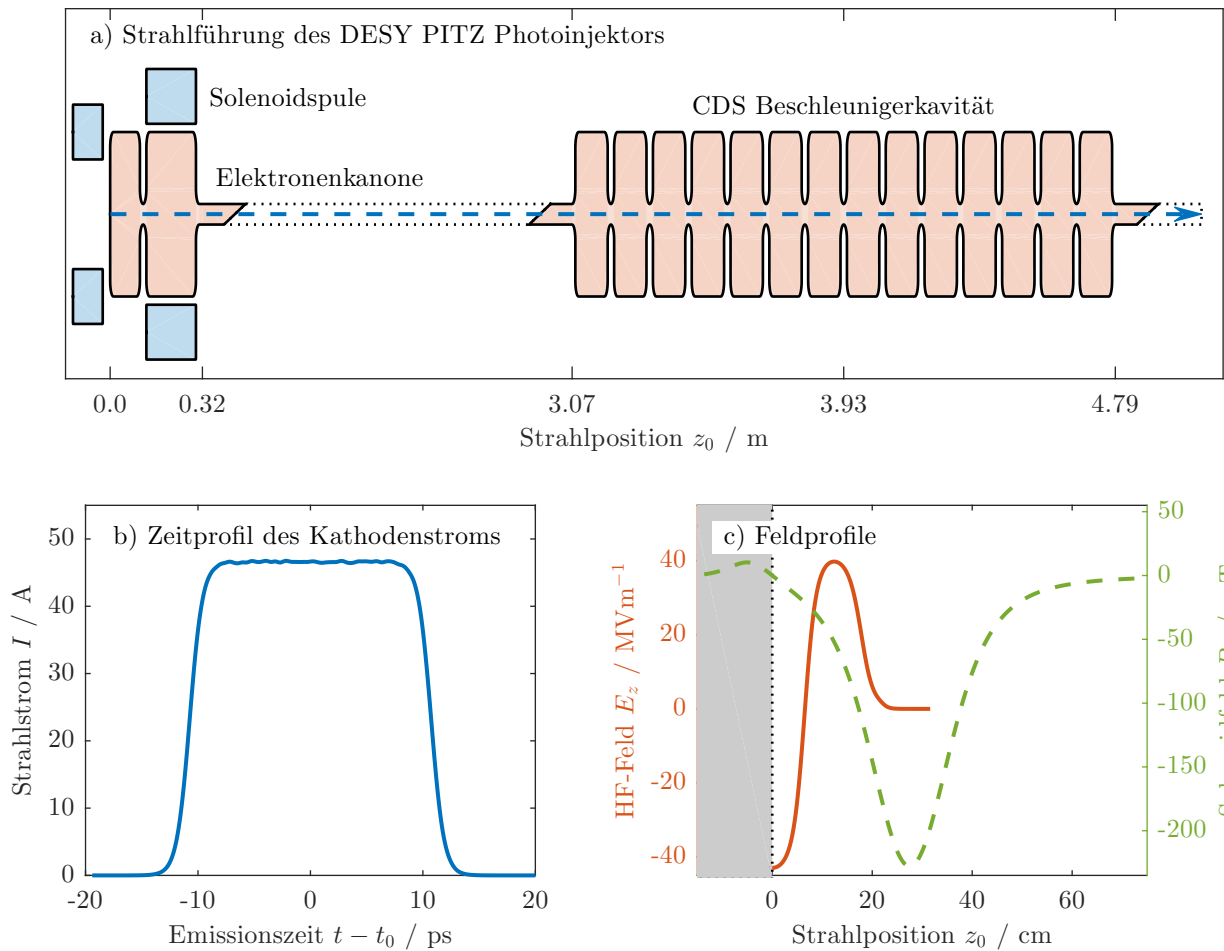 a) Strahlführung des DESY PITZ Photoinjektors
Solenoidspule
CDS Beschleunigerkavität
Elektronenkanone
0.0 0.32 3.07 3.93 4.79
Strahlposition z₀ / m
b) Zeitprofil des Kathodenstroms
50
40
30
20
10
0
Strahlstrom I / A
-20 -10 0 10 20
Emissionszeit t − t₀ / ps
c) Feldprofile
40
20
0
-20
-40
HF-Feld E_z / MVm⁻¹
50
0
-50
-100
-150
-200
0 20 40 60
Strahlposition z₀ / cm